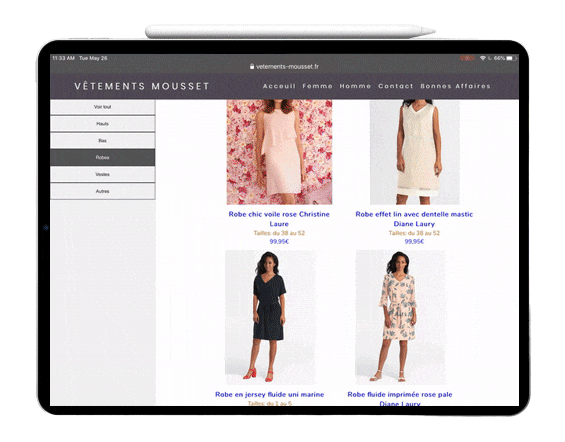 11:33 AM Tue May 26
66%
vetements-mousset.fr
VÊTEMENTS MOUSSET
Acceuil Femme Homme Contact Bonnes Affaires
Voir tout
Hauts
Bas
Robes
Vestes
Autres
Robe chic voile rose Christine
Laure
Tailles: du 38 au 52
99,95€
Robe effet lin avec dentelle mastic
Diane Laury
Tailles: du 38 au 52
99,95€
Robe en jersey fluide uni marine
Tailles: du 1 au 5
Robe fluide imprimée rose pale
Diane Laury